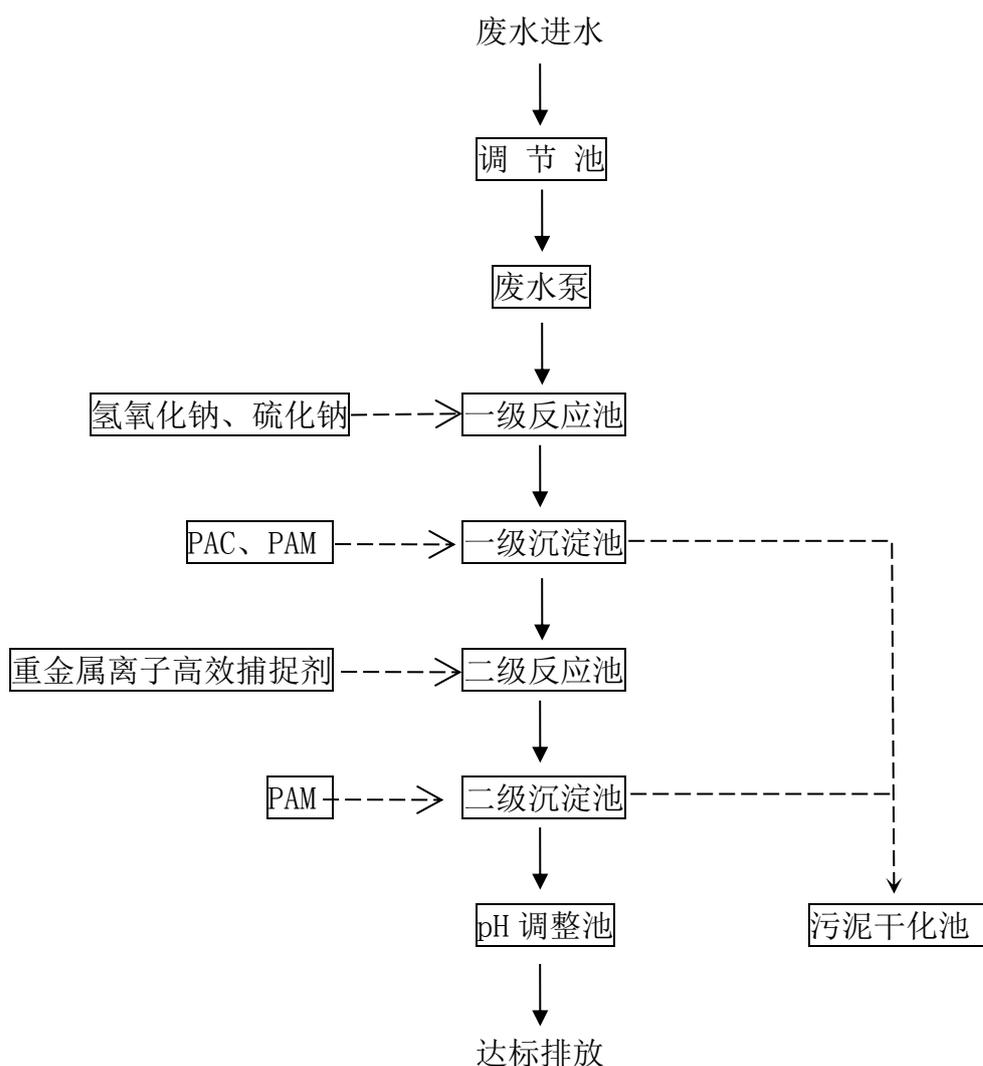 废水进水
调 节 池
废水泵
氢氧化钠、硫化钠
一级反应池
PAC、PAM
一级沉淀池
重金属离子高效捕捉剂
二级反应池
PAM
二级沉淀池
pH 调整池
污泥干化池
达标排放